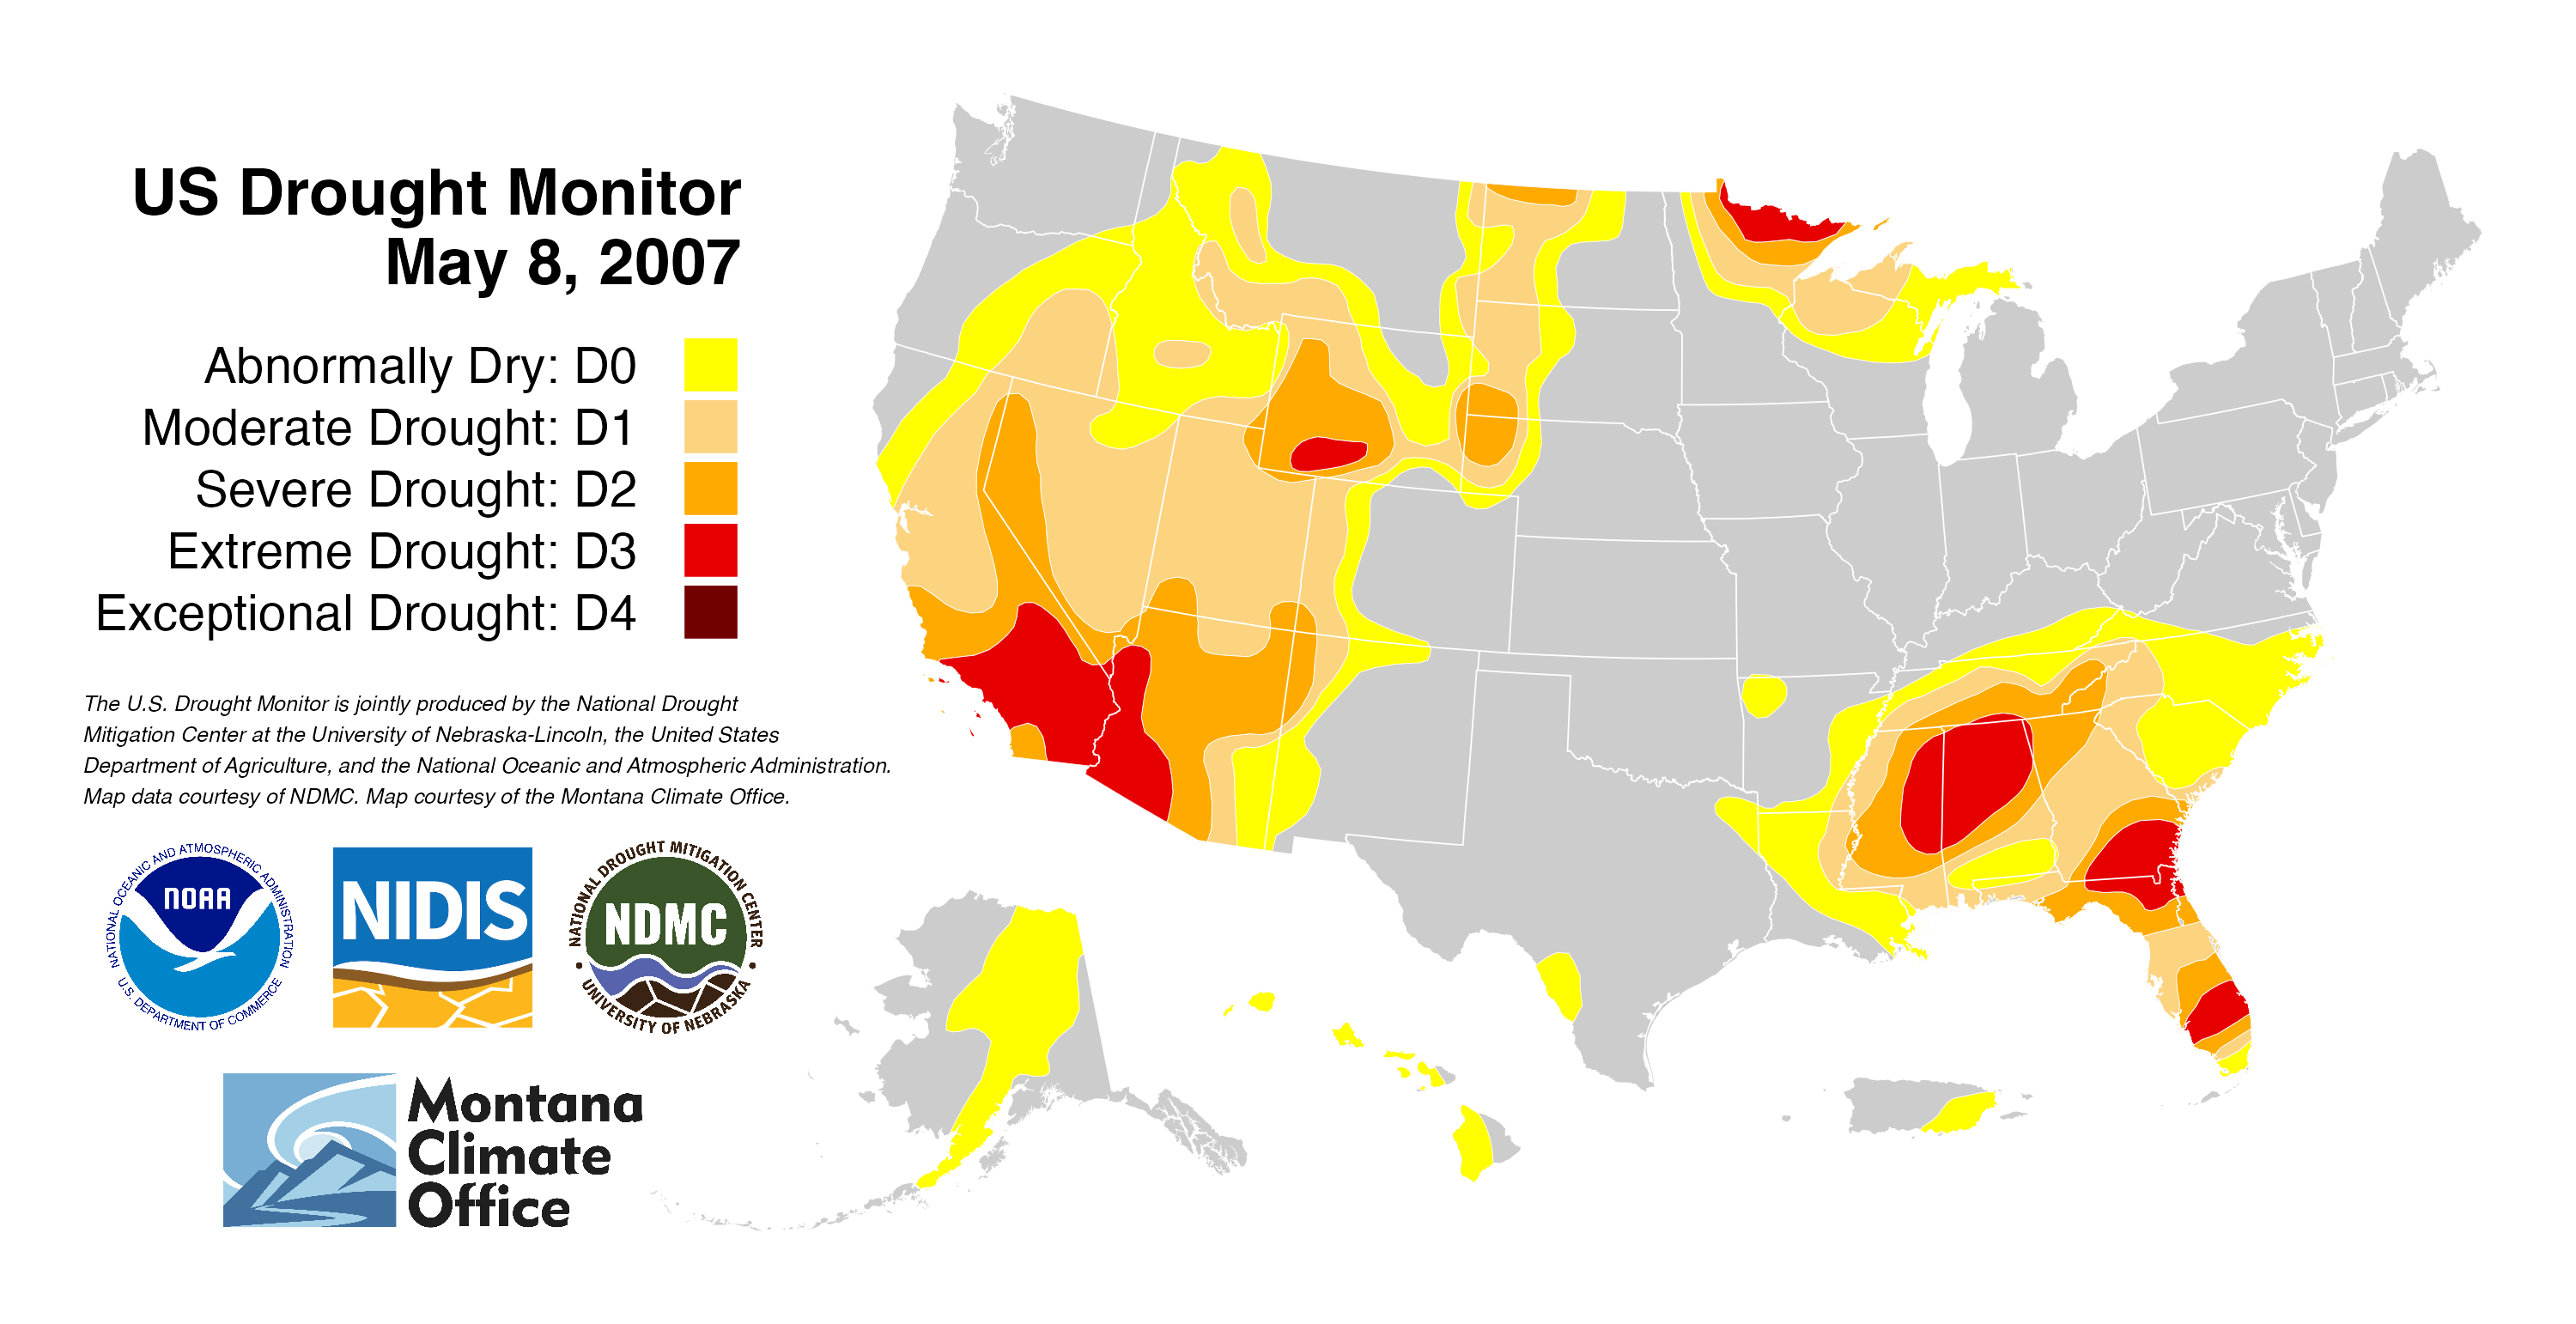 US Drought Monitor
May 8, 2007
Abnormally Dry: D0
Moderate Drought: D1
Severe Drought: D2
Extreme Drought: D3
Exceptional Drought: D4
The U.S. Drought Monitor is jointly produced by the National Drought
Mitigation Center at the University of Nebraska-Lincoln, the United States
Department of Agriculture, and the National Oceanic and Atmospheric Administration.
Map data courtesy of NDMC. Map courtesy of the Montana Climate Office.
NATIONAL OCEANIC AND ATMOSPHERIC ADMINISTRATION
NOAA
U.S. DEPARTMENT OF COMMERCE
NIDIS
NATIONAL DROUGHT MITIGATION CENTER
NDMC
UNIVERSITY OF NEBRASKA
Montana
Climate
Office